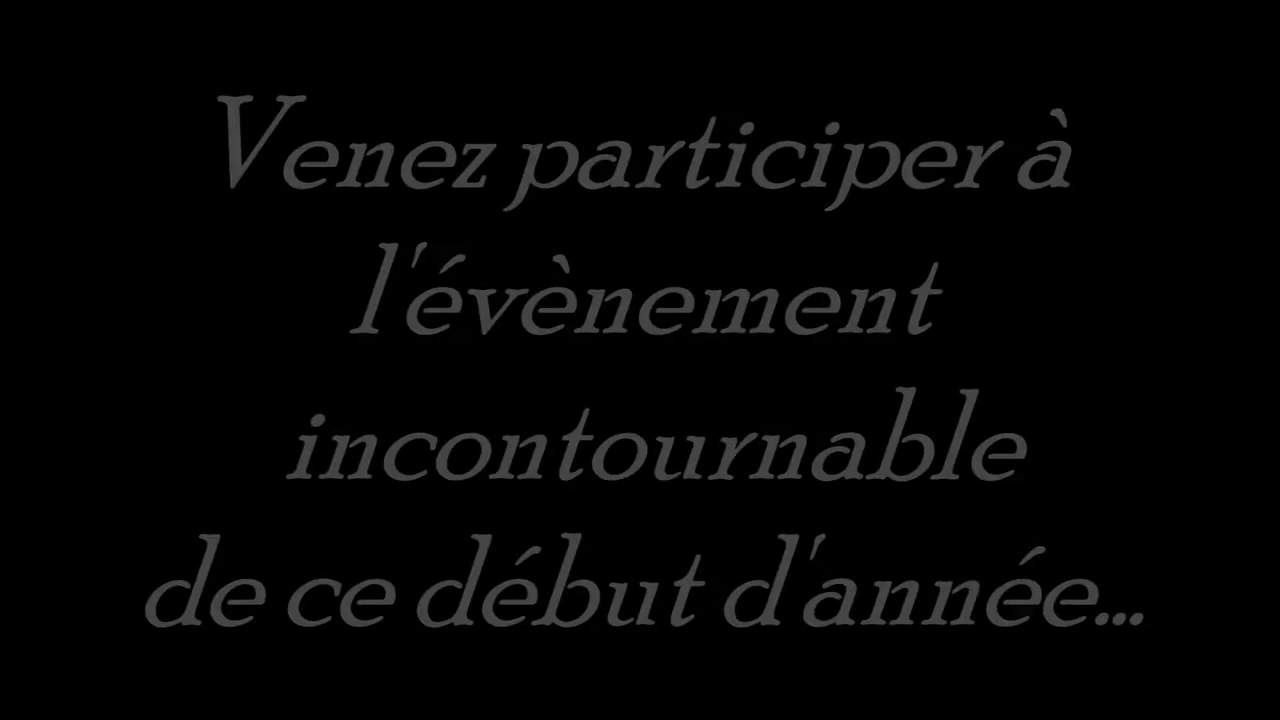 Venez participer à
l'évènement
incontournable
de ce début d'année...